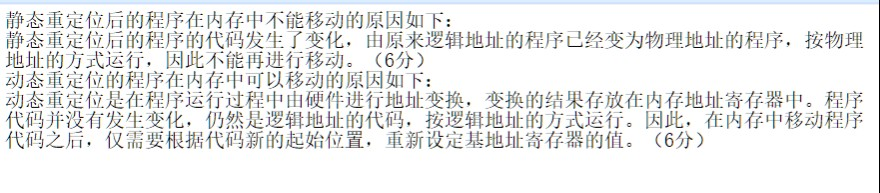 静态重定位后的程序在内存中不能移动的原因如下：
静态重定位后的程序的代码发生了变化，由原来逻辑地址的程序已经变为物理地址的程序，按物理
地址的方式运行，因此不能再进行移动。（6分）
动态重定位的程序在内存中可以移动的原因如下：
动态重定位是在程序运行过程中由硬件进行地址变换，变换的结果存放在内存地址寄存器中。程序
代码并没有发生变化，仍然是逻辑地址的代码，按逻辑地址的方式运行。因此，在内存中移动程序
代码之后，仅需要根据代码新的起始位置，重新设定基地址寄存器的值。（6分）